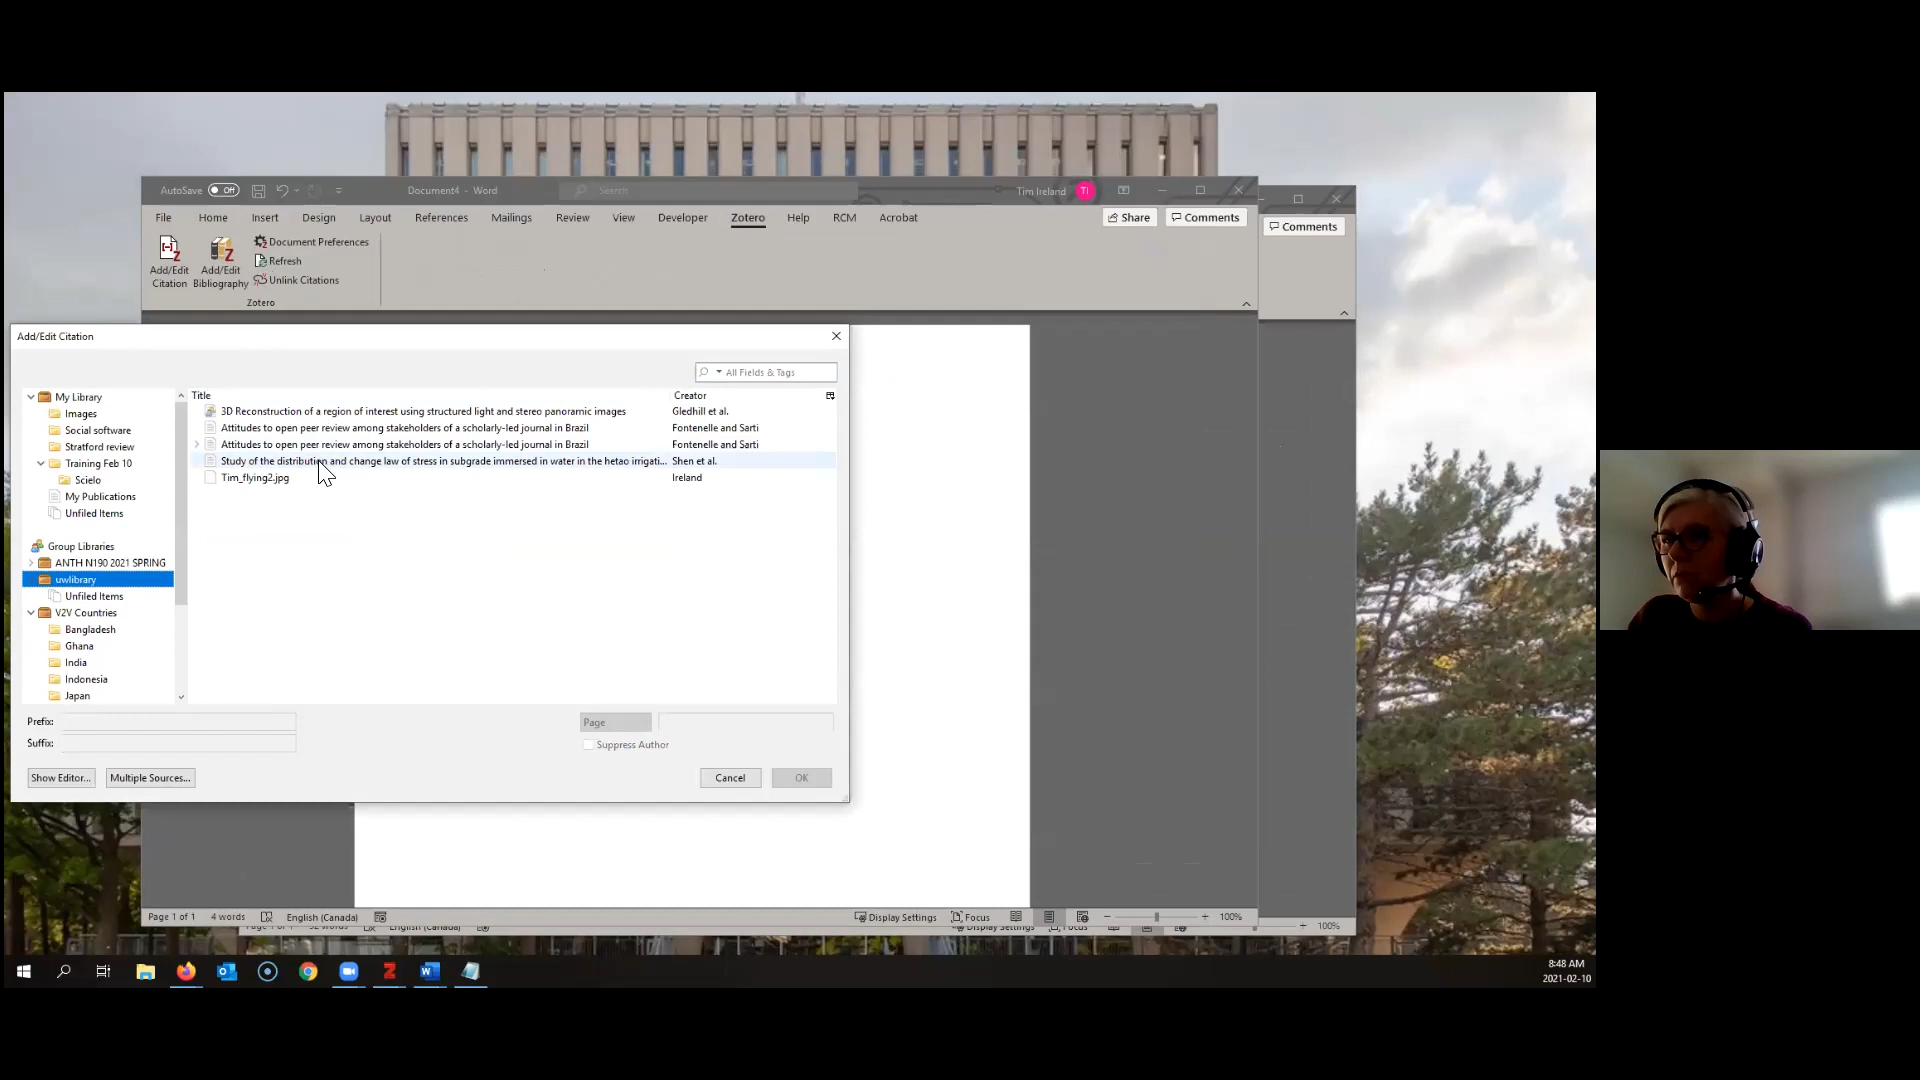 AutoSave Off
Document4 - Word
Search
Tim Ireland TI
File Home Insert Design Layout References Mailings Review View Developer Zotero Help RCM Acrobat
Share Comments
Comments
Add/Edit Citation
Add/Edit Bibliography
Document Preferences
Refresh
Unlink Citations
Zotero
Add/Edit Citation
All Fields & Tags
My Library
Images
Social software
Stratford review
Training Feb 10
Scielo
My Publications
Unfiled Items
Group Libraries
ANTH N190 2021 SPRING
uwlibrary
Unfiled Items
V2V Countries
Bangladesh
Ghana
India
Indonesia
Japan
Title Creator
3D Reconstruction of a region of interest using structured light and stereo panoramic images Gledhill et al.
Attitudes to open peer review among stakeholders of a scholarly-led journal in Brazil Fontenelle and Sarti
Attitudes to open peer review among stakeholders of a scholarly-led journal in Brazil Fontenelle and Sarti
Study of the distribution and change law of stress in subgrade immersed in water in the hetao irrigati... Shen et al.
Tim_flying2.jpg Ireland
Prefix:
Suffix:
Page
Suppress Author
Show Editor... Multiple Sources... Cancel OK
Page 1 of 1 4 words English (Canada) Display Settings Focus 100%
English (Canada) Display Settings Focus 100%
8:48 AM
2021-02-10